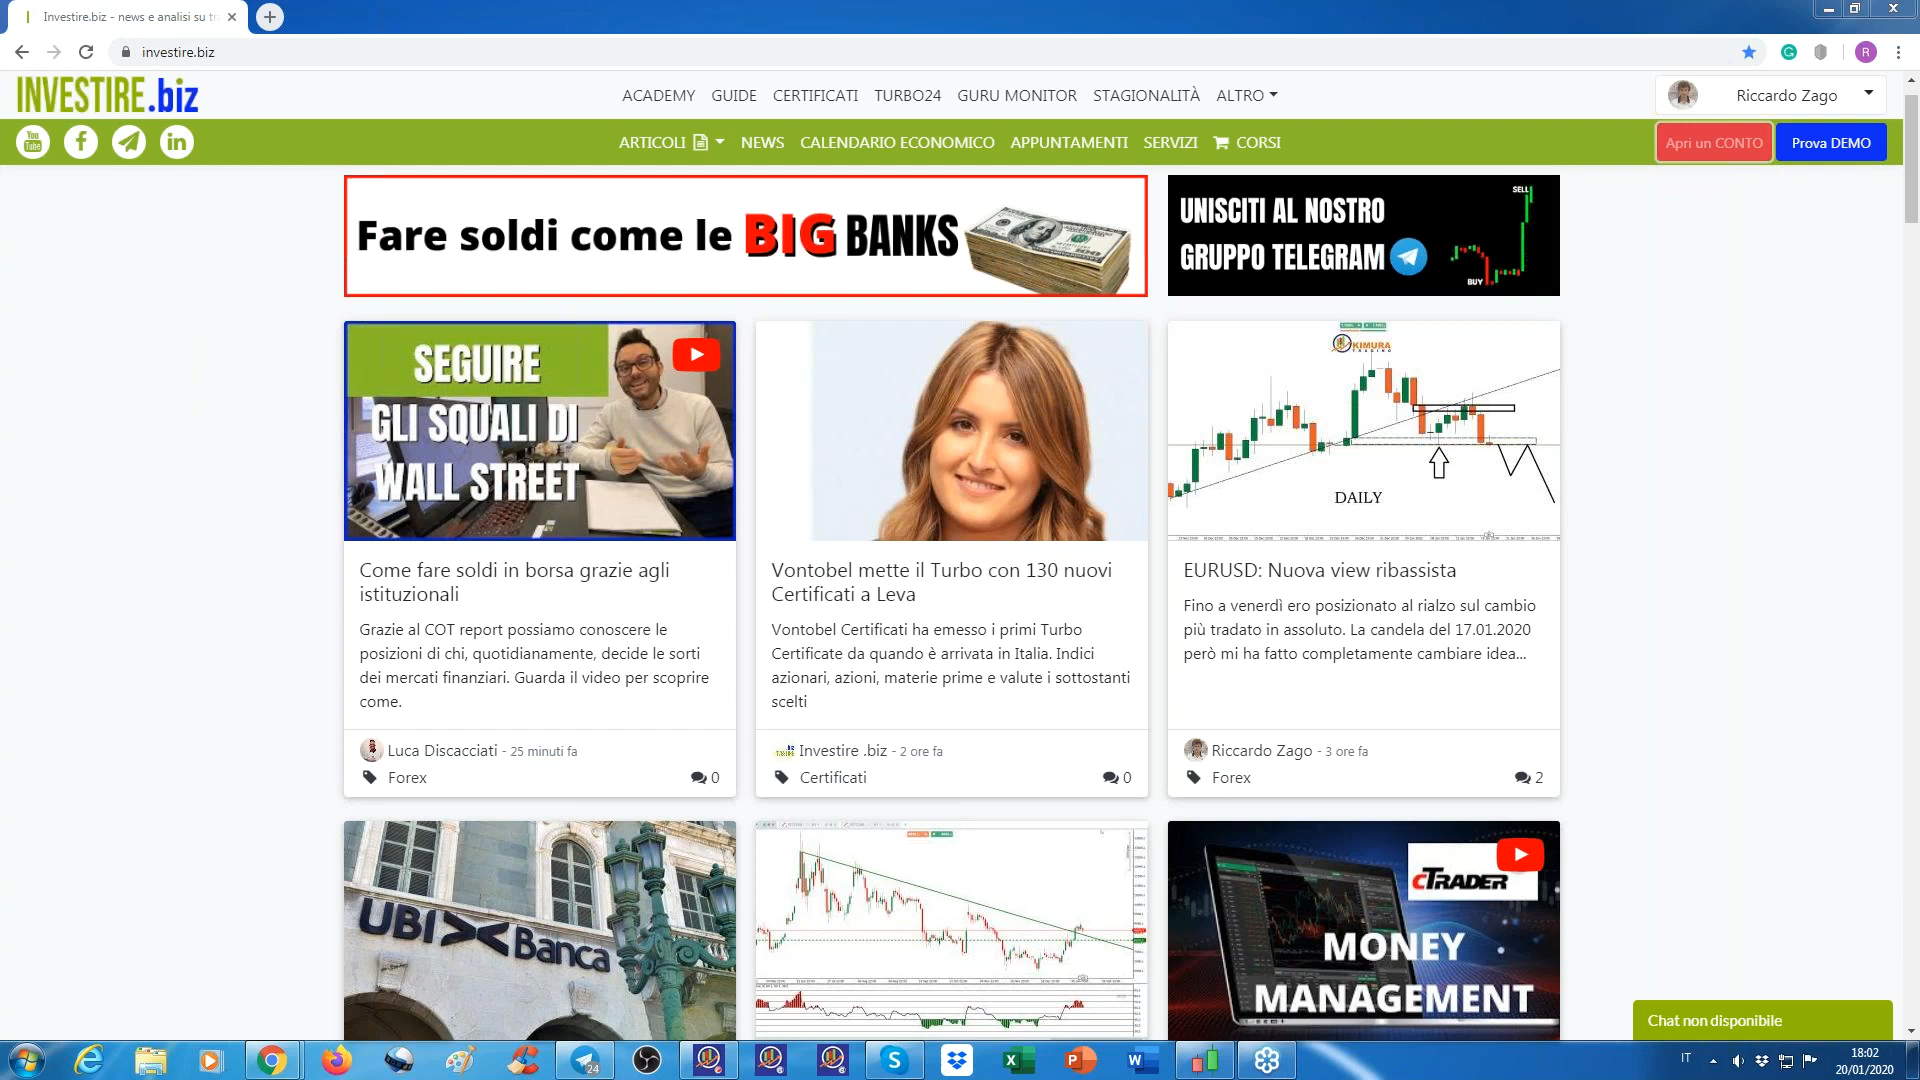 Investire.biz - news e analisi su tr
investire.biz
R
INVESTIRE.biz
ACADEMY GUIDE CERTIFICATI TURBO24 GURU MONITOR STAGIONALITÀ ALTRO
Riccardo Zago
You
Tube
ARTICOLI NEWS CALENDARIO ECONOMICO APPUNTAMENTI SERVIZI CORSI
Apri un CONTO
Prova DEMO
Fare soldi come le BIG BANKS
UNISCITI AL NOSTRO
GRUPPO TELEGRAM
SELL
BUY
SEGUIRE
GLI SQUALI DI
WALL STREET
KIMURA
TRADING
DAILY
Come fare soldi in borsa grazie agli
istituzionali
Grazie al COT report possiamo conoscere le
posizioni di chi, quotidianamente, decide le sorti
dei mercati finanziari. Guarda il video per scoprire
come.
Luca Discacciati - 25 minuti fa
Forex
0
Vontobel mette il Turbo con 130 nuovi
Certificati a Leva
Vontobel Certificati ha emesso i primi Turbo
Certificate da quando è arrivata in Italia. Indici
azionari, azioni, materie prime e valute i sottostanti
scelti
Investire .biz - 2 ore fa
Certificati
0
EURUSD: Nuova view ribassista
Fino a venerdì ero posizionato al rialzo sul cambio
più tradato in assoluto. La candela del 17.01.2020
però mi ha fatto completamente cambiare idea...
Riccardo Zago - 3 ore fa
Forex
2
UBI Banca
cTRADER
MONEY
MANAGEMENT
Chat non disponibile
24
IT
18:02
20/01/2020